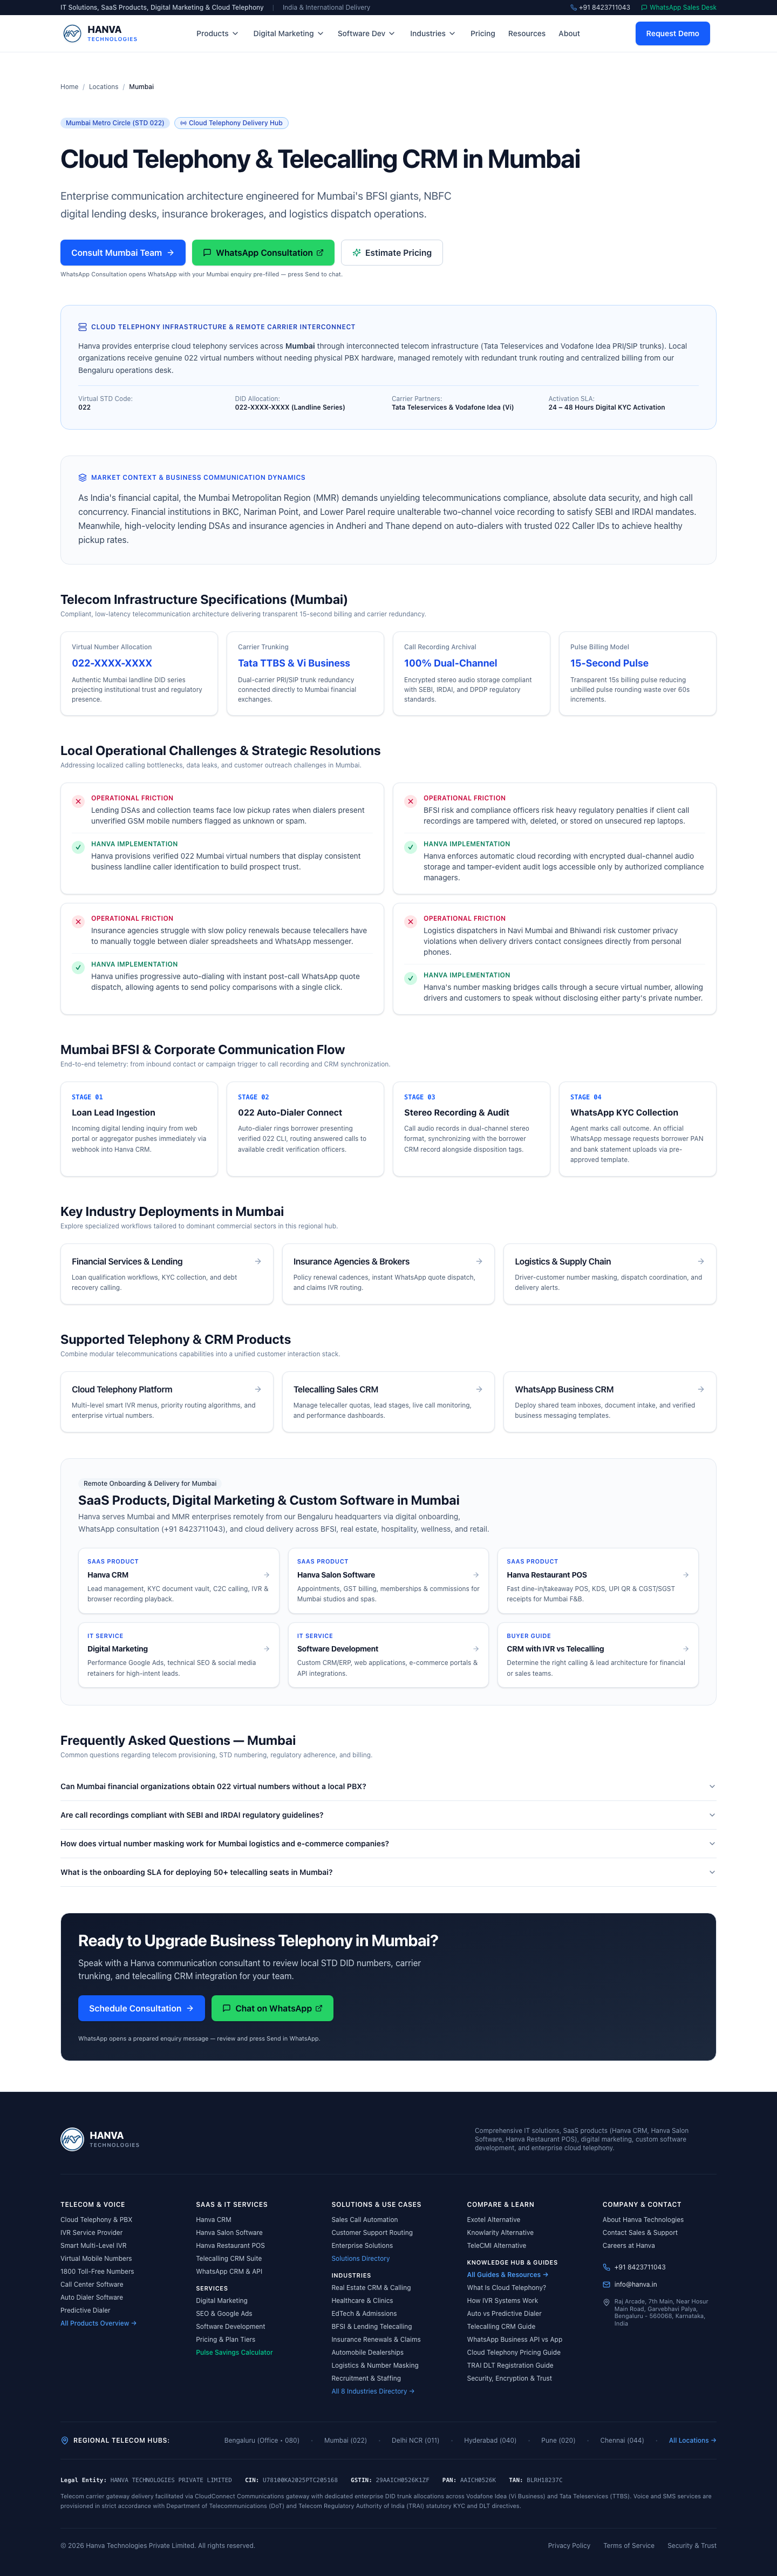 IT Solutions, SaaS Products, Digital Marketing & Cloud Telephony | India & International Delivery +91 8423711043 WhatsApp Sales Desk
HANVA
TECHNOLOGIES
Products Digital Marketing Software Dev Industries Pricing Resources About Request Demo
Home / Locations / Mumbai
Mumbai Metro Circle (STD 022) Cloud Telephony Delivery Hub
Cloud Telephony & Telecalling CRM in Mumbai
Enterprise communication architecture engineered for Mumbai's BFSI giants, NBFC
digital lending desks, insurance brokerages, and logistics dispatch operations.
Consult Mumbai Team → WhatsApp Consultation Estimate Pricing
WhatsApp Consultation opens WhatsApp with your Mumbai enquiry pre-filled — press Send to chat.
CLOUD TELEPHONY INFRASTRUCTURE & REMOTE CARRIER INTERCONNECT
Hanva provides enterprise cloud telephony services across Mumbai through interconnected telecom infrastructure (Tata Teleservices and Vodafone Idea PRI/SIP trunks). Local
organizations receive genuine 022 virtual numbers without needing physical PBX hardware, managed remotely with redundant trunk routing and centralized billing from our
Bengaluru operations desk.
Virtual STD Code: DID Allocation: Carrier Partners: Activation SLA:
022 022-XXXX-XXXX (Landline Series) Tata Teleservices & Vodafone Idea (Vi) 24 – 48 Hours Digital KYC Activation
MARKET CONTEXT & BUSINESS COMMUNICATION DYNAMICS
As India's financial capital, the Mumbai Metropolitan Region (MMR) demands unyielding telecommunications compliance, absolute data security, and high call
concurrency. Financial institutions in BKC, Nariman Point, and Lower Parel require unalterable two-channel voice recording to satisfy SEBI and IRDAI mandates.
Meanwhile, high-velocity lending DSAs and insurance agencies in Andheri and Thane depend on auto-dialers with trusted 022 Caller IDs to achieve healthy
pickup rates.
Telecom Infrastructure Specifications (Mumbai)
Compliant, low-latency telecommunication architecture delivering transparent 15-second billing and carrier redundancy.
Virtual Number Allocation
022-XXXX-XXXX
Authentic Mumbai landline DID series
projecting institutional trust and regulatory
presence.
Carrier Trunking
Tata TTBS & Vi Business
Dual-carrier PRI/SIP trunk redundancy
connected directly to Mumbai financial
exchanges.
Call Recording Archival
100% Dual-Channel
Encrypted stereo audio storage compliant
with SEBI, IRDAI, and DPDP regulatory
standards.
Pulse Billing Model
15-Second Pulse
Transparent 15s billing pulse reducing
unbilled pulse rounding waste over 60s
increments.
Local Operational Challenges & Strategic Resolutions
Addressing localized calling bottlenecks, data leaks, and customer outreach challenges in Mumbai.
OPERATIONAL FRICTION
Lending DSAs and collection teams face low pickup rates when dialers present
unverified GSM mobile numbers flagged as unknown or spam.
HANVA IMPLEMENTATION
Hanva provisions verified 022 Mumbai virtual numbers that display consistent
business landline caller identification to build prospect trust.
OPERATIONAL FRICTION
BFSI risk and compliance officers risk heavy regulatory penalties if client call
recordings are tampered with, deleted, or stored on unsecured rep laptops.
HANVA IMPLEMENTATION
Hanva enforces automatic cloud recording with encrypted dual-channel audio
storage and tamper-evident audit logs accessible only by authorized compliance
managers.
OPERATIONAL FRICTION
Insurance agencies struggle with slow policy renewals because telecallers have
to manually toggle between dialer spreadsheets and WhatsApp messenger.
HANVA IMPLEMENTATION
Hanva unifies progressive auto-dialing with instant post-call WhatsApp quote
dispatch, allowing agents to send policy comparisons with a single click.
OPERATIONAL FRICTION
Logistics dispatchers in Navi Mumbai and Bhiwandi risk customer privacy
violations when delivery drivers contact consignees directly from personal
phones.
HANVA IMPLEMENTATION
Hanva's number masking bridges calls through a secure virtual number, allowing
drivers and customers to speak without disclosing either party's private number.
Mumbai BFSI & Corporate Communication Flow
End-to-end telemetry: from inbound contact or campaign trigger to call recording and CRM synchronization.
STAGE 01
Loan Lead Ingestion
Incoming digital lending inquiry from web
portal or aggregator pushes immediately via
webhook into Hanva CRM.
STAGE 02
022 Auto-Dialer Connect
Auto-dialer rings borrower presenting
verified 022 CLI, routing answered calls to
available credit verification officers.
STAGE 03
Stereo Recording & Audit
Call audio records in dual-channel stereo
format, synchronizing with the borrower
CRM record alongside disposition tags.
STAGE 04
WhatsApp KYC Collection
Agent marks call outcome. An official
WhatsApp message requests borrower PAN
and bank statement uploads via pre-
approved template.
Key Industry Deployments in Mumbai
Explore specialized workflows tailored to dominant commercial sectors in this regional hub.
Financial Services & Lending →
Loan qualification workflows, KYC collection, and debt
recovery calling.
Insurance Agencies & Brokers →
Policy renewal cadences, instant WhatsApp quote dispatch,
and claims IVR routing.
Logistics & Supply Chain →
Driver-customer number masking, dispatch coordination, and
delivery alerts.
Supported Telephony & CRM Products
Combine modular telecommunications capabilities into a unified customer interaction stack.
Cloud Telephony Platform →
Multi-level smart IVR menus, priority routing algorithms, and
enterprise virtual numbers.
Telecalling Sales CRM →
Manage telecaller quotas, lead stages, live call monitoring,
and performance dashboards.
WhatsApp Business CRM →
Deploy shared team inboxes, document intake, and verified
business messaging templates.
Remote Onboarding & Delivery for Mumbai
SaaS Products, Digital Marketing & Custom Software in Mumbai
Hanva serves Mumbai and MMR enterprises remotely from our Bengaluru headquarters via digital onboarding,
WhatsApp consultation (+91 8423711043), and cloud delivery across BFSI, real estate, hospitality, wellness, and retail.
SAAS PRODUCT
Hanva CRM →
Lead management, KYC document vault, C2C calling, IVR &
browser recording playback.
SAAS PRODUCT
Hanva Salon Software →
Appointments, GST billing, memberships & commissions for
Mumbai studios and spas.
SAAS PRODUCT
Hanva Restaurant POS →
Fast dine-in/takeaway POS, KDS, UPI QR & CGST/SGST
receipts for Mumbai F&B.
IT SERVICE
Digital Marketing →
Performance Google Ads, technical SEO & social media
retainers for high-intent leads.
IT SERVICE
Software Development →
Custom CRM/ERP, web applications, e-commerce portals &
API integrations.
BUYER GUIDE
CRM with IVR vs Telecalling →
Determine the right calling & lead architecture for financial
or sales teams.
Frequently Asked Questions — Mumbai
Common questions regarding telecom provisioning, STD numbering, regulatory adherence, and billing.
Can Mumbai financial organizations obtain 022 virtual numbers without a local PBX?
Are call recordings compliant with SEBI and IRDAI regulatory guidelines?
How does virtual number masking work for Mumbai logistics and e-commerce companies?
What is the onboarding SLA for deploying 50+ telecalling seats in Mumbai?
Ready to Upgrade Business Telephony in Mumbai?
Speak with a Hanva communication consultant to review local STD DID numbers, carrier
trunking, and telecalling CRM integration for your team.
Schedule Consultation → Chat on WhatsApp
WhatsApp opens a prepared enquiry message — review and press Send in WhatsApp.
HANVA
TECHNOLOGIES
Comprehensive IT solutions, SaaS products (Hanva CRM, Hanva Salon
Software, Hanva Restaurant POS), digital marketing, custom software
development, and enterprise cloud telephony.
TELECOM & VOICE
Cloud Telephony & PBX
IVR Service Provider
Smart Multi-Level IVR
Virtual Mobile Numbers
1800 Toll-Free Numbers
Call Center Software
Auto Dialer Software
Predictive Dialer
All Products Overview →
SAAS & IT SERVICES
Hanva CRM
Hanva Salon Software
Hanva Restaurant POS
Telecalling CRM Suite
WhatsApp CRM & API
SERVICES
Digital Marketing
SEO & Google Ads
Software Development
Pricing & Plan Tiers
Pulse Savings Calculator
SOLUTIONS & USE CASES
Sales Call Automation
Customer Support Routing
Enterprise Solutions
Solutions Directory
INDUSTRIES
Real Estate CRM & Calling
Healthcare & Clinics
EdTech & Admissions
BFSI & Lending Telecalling
Insurance Renewals & Claims
Automobile Dealerships
Logistics & Number Masking
Recruitment & Staffing
All 8 Industries Directory →
COMPARE & LEARN
Exotel Alternative
Knowlarity Alternative
TeleCMI Alternative
KNOWLEDGE HUB & GUIDES
All Guides & Resources →
What Is Cloud Telephony?
How IVR Systems Work
Auto vs Predictive Dialer
Telecalling CRM Guide
WhatsApp Business API vs App
Cloud Telephony Pricing Guide
TRAI DLT Registration Guide
Security, Encryption & Trust
COMPANY & CONTACT
About Hanva Technologies
Contact Sales & Support
Careers at Hanva
+91 8423711043
info@hanva.in
Raj Arcade, 7th Main, Near Hosur
Main Road, Garvebhavi Palya,
Bengaluru - 560068, Karnataka,
India
REGIONAL TELECOM HUBS: Bengaluru (Office • 080) · Mumbai (022) · Delhi NCR (011) · Hyderabad (040) · Pune (020) · Chennai (044) · All Locations →
Legal Entity: HANVA TECHNOLOGIES PRIVATE LIMITED CIN: U78100KA2025PTC205168 GSTIN: 29AAICH0526K1ZF PAN: AAICH0526K TAN: BLRH18237C
Telecom carrier gateway delivery facilitated via CloudConnect Communications gateway with dedicated enterprise DID trunk allocations across Vodafone Idea (Vi Business) and Tata Teleservices (TTBS). Voice and SMS services are
provisioned in strict accordance with Department of Telecommunications (DoT) and Telecom Regulatory Authority of India (TRAI) statutory KYC and DLT directives.
© 2026 Hanva Technologies Private Limited. All rights reserved. Privacy Policy Terms of Service Security & Trust